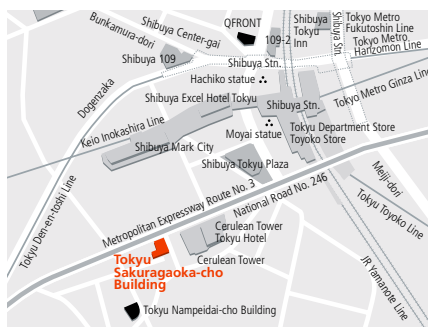 QFRONT
Shibuya
Tokyu
Inn
Shibuya Stn.
Tokyo Metro
Fukutoshin Line
Tokyo Metro
Hanzomon Line
Shibuya Center-gai
Bunkamura-dori
109-2
Shibuya 109
Shibuya Stn.
Hachiko statue
Dogenzaka
Shibuya Excel Hotel Tokyu
Shibuya Stn.
Tokyo Metro Ginza Line
Keio Inokashira Line
Moyai statue
Tokyu Department Store
Toyoko Store
Shibuya Mark City
Shibuya Tokyu Plaza
Meiji-dori
Metropolitan Expressway Route No. 3
National Road No. 246
Tokyu Toyoko Line
Tokyu Den-en-toshi Line
Cerulean Tower
Tokyu Hotel
Cerulean Tower
Tokyu
Sakuragaoka-cho
Building
JR Yamanote Line
Tokyu Nampeidai-cho Building